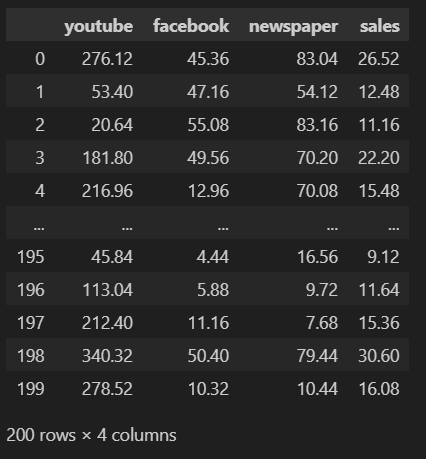 youtube facebook newspaper sales
0 276.12 45.36 83.04 26.52
1 53.40 47.16 54.12 12.48
2 20.64 55.08 83.16 11.16
3 181.80 49.56 70.20 22.20
4 216.96 12.96 70.08 15.48
... ... ... ... ...
195 45.84 4.44 16.56 9.12
196 113.04 5.88 9.72 11.64
197 212.40 11.16 7.68 15.36
198 340.32 50.40 79.44 30.60
199 278.52 10.32 10.44 16.08
200 rows × 4 columns